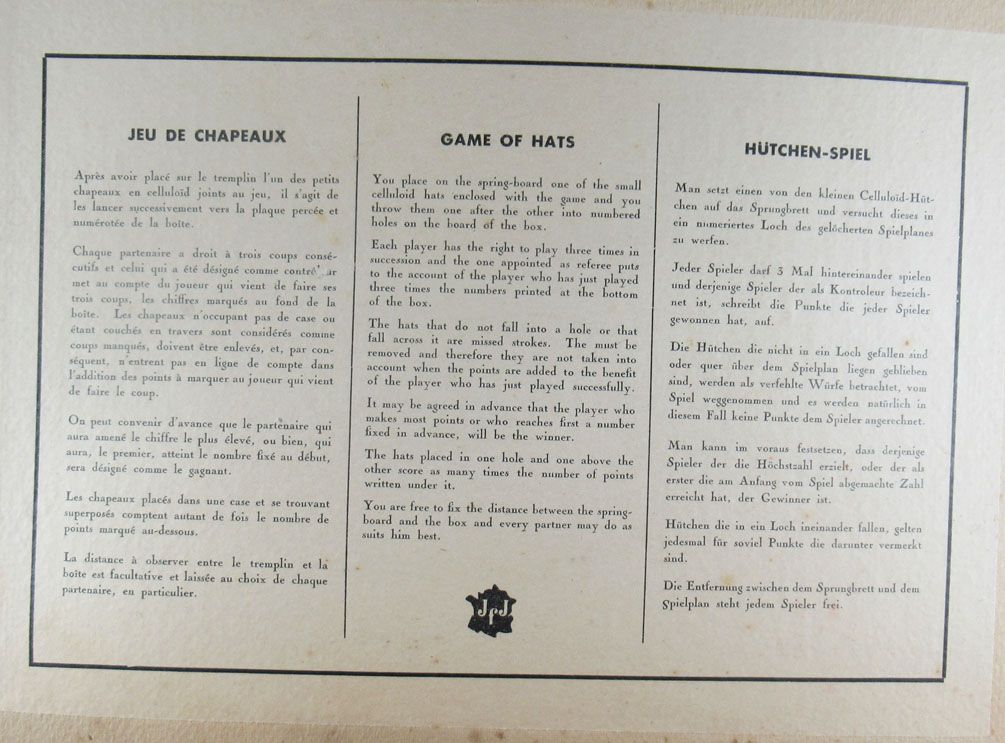 JEU DE CHAPEAUX
Après avoir placé sur le tremplin l'un des petits
chapeaux en celluloïd joints au jeu, il s'agit de
les lancer successivement vers la plaque percée et
numérotée de la boîte.
Chaque partenaire a droit à trois coups consé-
cutifs et celui qui a été désigné comme
met au compte du joueur qui vient de faire ses
trois coups, les chiffres marqués au fond de la
boîte. Les chapeaux n'occupant pas de case ou
étant couchés en travers sont considérés comme
coups manqués, doivent être enlevés, et, par con-
séquent, n'entrent pas en ligne de compte dans
l'addition des points à marquer au joueur qui vient
de faire le coup.
On peut convenir d'avance que le partenaire qui
aura amené le chiffre le plus élevé, ou bien, qui
aura, le premier, atteint le nombre fixé au début,
sera désigné comme le gagnant.
Les chapeaux placés dans une case et se trouvant
superposés comptent autant de fois le nombre de
points marqué au-dessous.
La distance à observer entre le tremplin et la
boîte est facultative et laissée au choix de chaque
partenaire, en particulier.
GAME OF HATS
You place on the spring-board one of the small
celluloid hats enclosed with the game and you
throw them one after the other into numbered
holes on the board of the box.
Each player has the right to play three times in
succession and the one appointed as referee puts
to the account of the player who has just played
three times the numbers printed at the bottom
of the box.
The hats that do not fall into a hole or that
fall across it are missed strokes. The must be
removed and therefore they are not taken into
account when the points are added to the benefit
of the player who has just played successfully.
It may be agreed in advance that the player who
makes most points or who reaches first a number
fixed in advance, will be the winner.
The hats placed in one hole and one above the
other score as many times the number of points
written under it.
You are free to fix the distance between the spring-
board and the box and every partner may do as
suits him best.
JfJ
HÜTCHEN-SPIEL
Man setzt einen von den kleinen Celluloïd-Hüt-
chen auf das Sprungbrett und versucht dieses in
ein numeriertes Loch des gelöcherten Spielplanes
zu werfen.
Jeder Spieler darf 3 Mal hintereinander spielen
und derjenige Spieler der als Kontroleur bezeich-
net ist, schreibt die Punkte die jeder Spieler
gewonnen hat, auf.
Die Hütchen die nicht in ein Loch gefallen sind
oder quer über dem Spielplan liegen geblieben
sind, werden als verfehlte Würfe betrachtet, vom
Spiel weggenommen und es werden natürlich in
diesem Fall keine Punkte dem Spieler angerechnet.
Man kann im voraus festsetzen, dass derjenige
Spieler der die Höchstzahl erzielt, oder der als
erster die am Anfang vom Spiel abgemachte Zahl
erreicht hat, der Gewinner ist.
Hütchen die in ein Loch ineinander fallen, gelten
jedesmal für soviel Punkte die darunter vermerkt
sind.
Die Entfernung zwischen dem Sprungbrett und dem
Spielplan steht jedem Spieler frei.